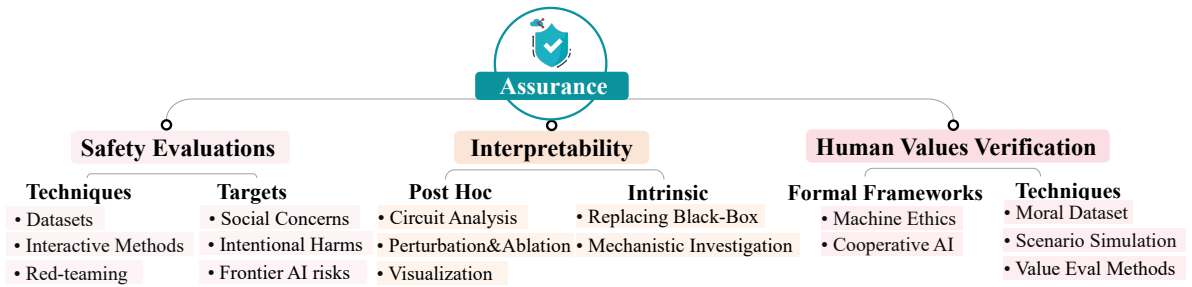 Assurance
Safety Evaluations
Techniques
• Datasets
• Interactive Methods
• Red-teaming
Targets
• Social Concerns
• Intentional Harms
• Frontier AI risks
Interpretability
Post Hoc
• Circuit Analysis
• Perturbation&Ablation
• Visualization
Intrinsic
• Replacing Black-Box
• Mechanistic Investigation
Human Values Verification
Formal Frameworks
• Machine Ethics
• Cooperative AI
Techniques
• Moral Dataset
• Scenario Simulation
• Value Eval Methods